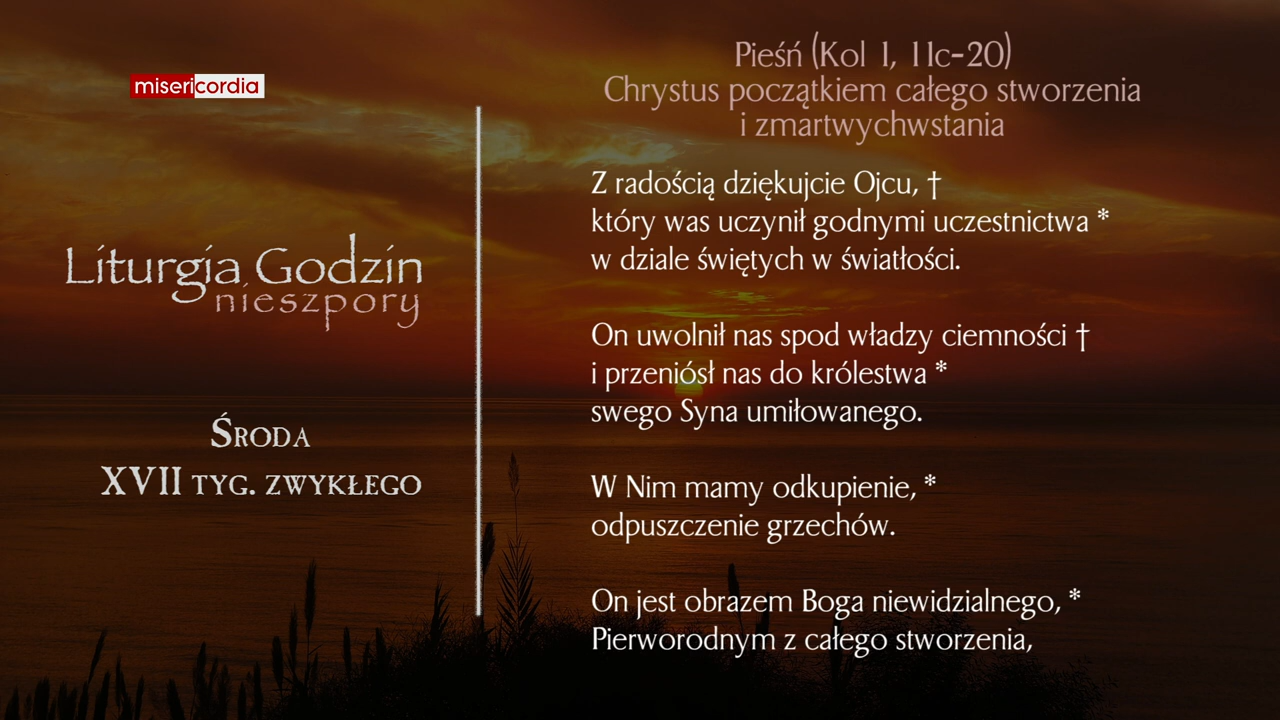 misericordia
Liturgia Godzin
nieszpory
Środa
XVII tyg. zwykłego
Pieśń (Kol 1, 11c-20)
Chrystus początkiem całego stworzenia
i zmartwychwstania
Z radością dziękujcie Ojcu, †
który was uczynił godnymi uczestnictwa *
w dziale świętych w światłości.
On uwolnił nas spod władzy ciemności †
i przeniósł nas do królestwa *
swego Syna umiłowanego.
W Nim mamy odkupienie, *
odpuszczenie grzechów.
On jest obrazem Boga niewidzialnego, *
Pierworodnym z całego stworzenia,